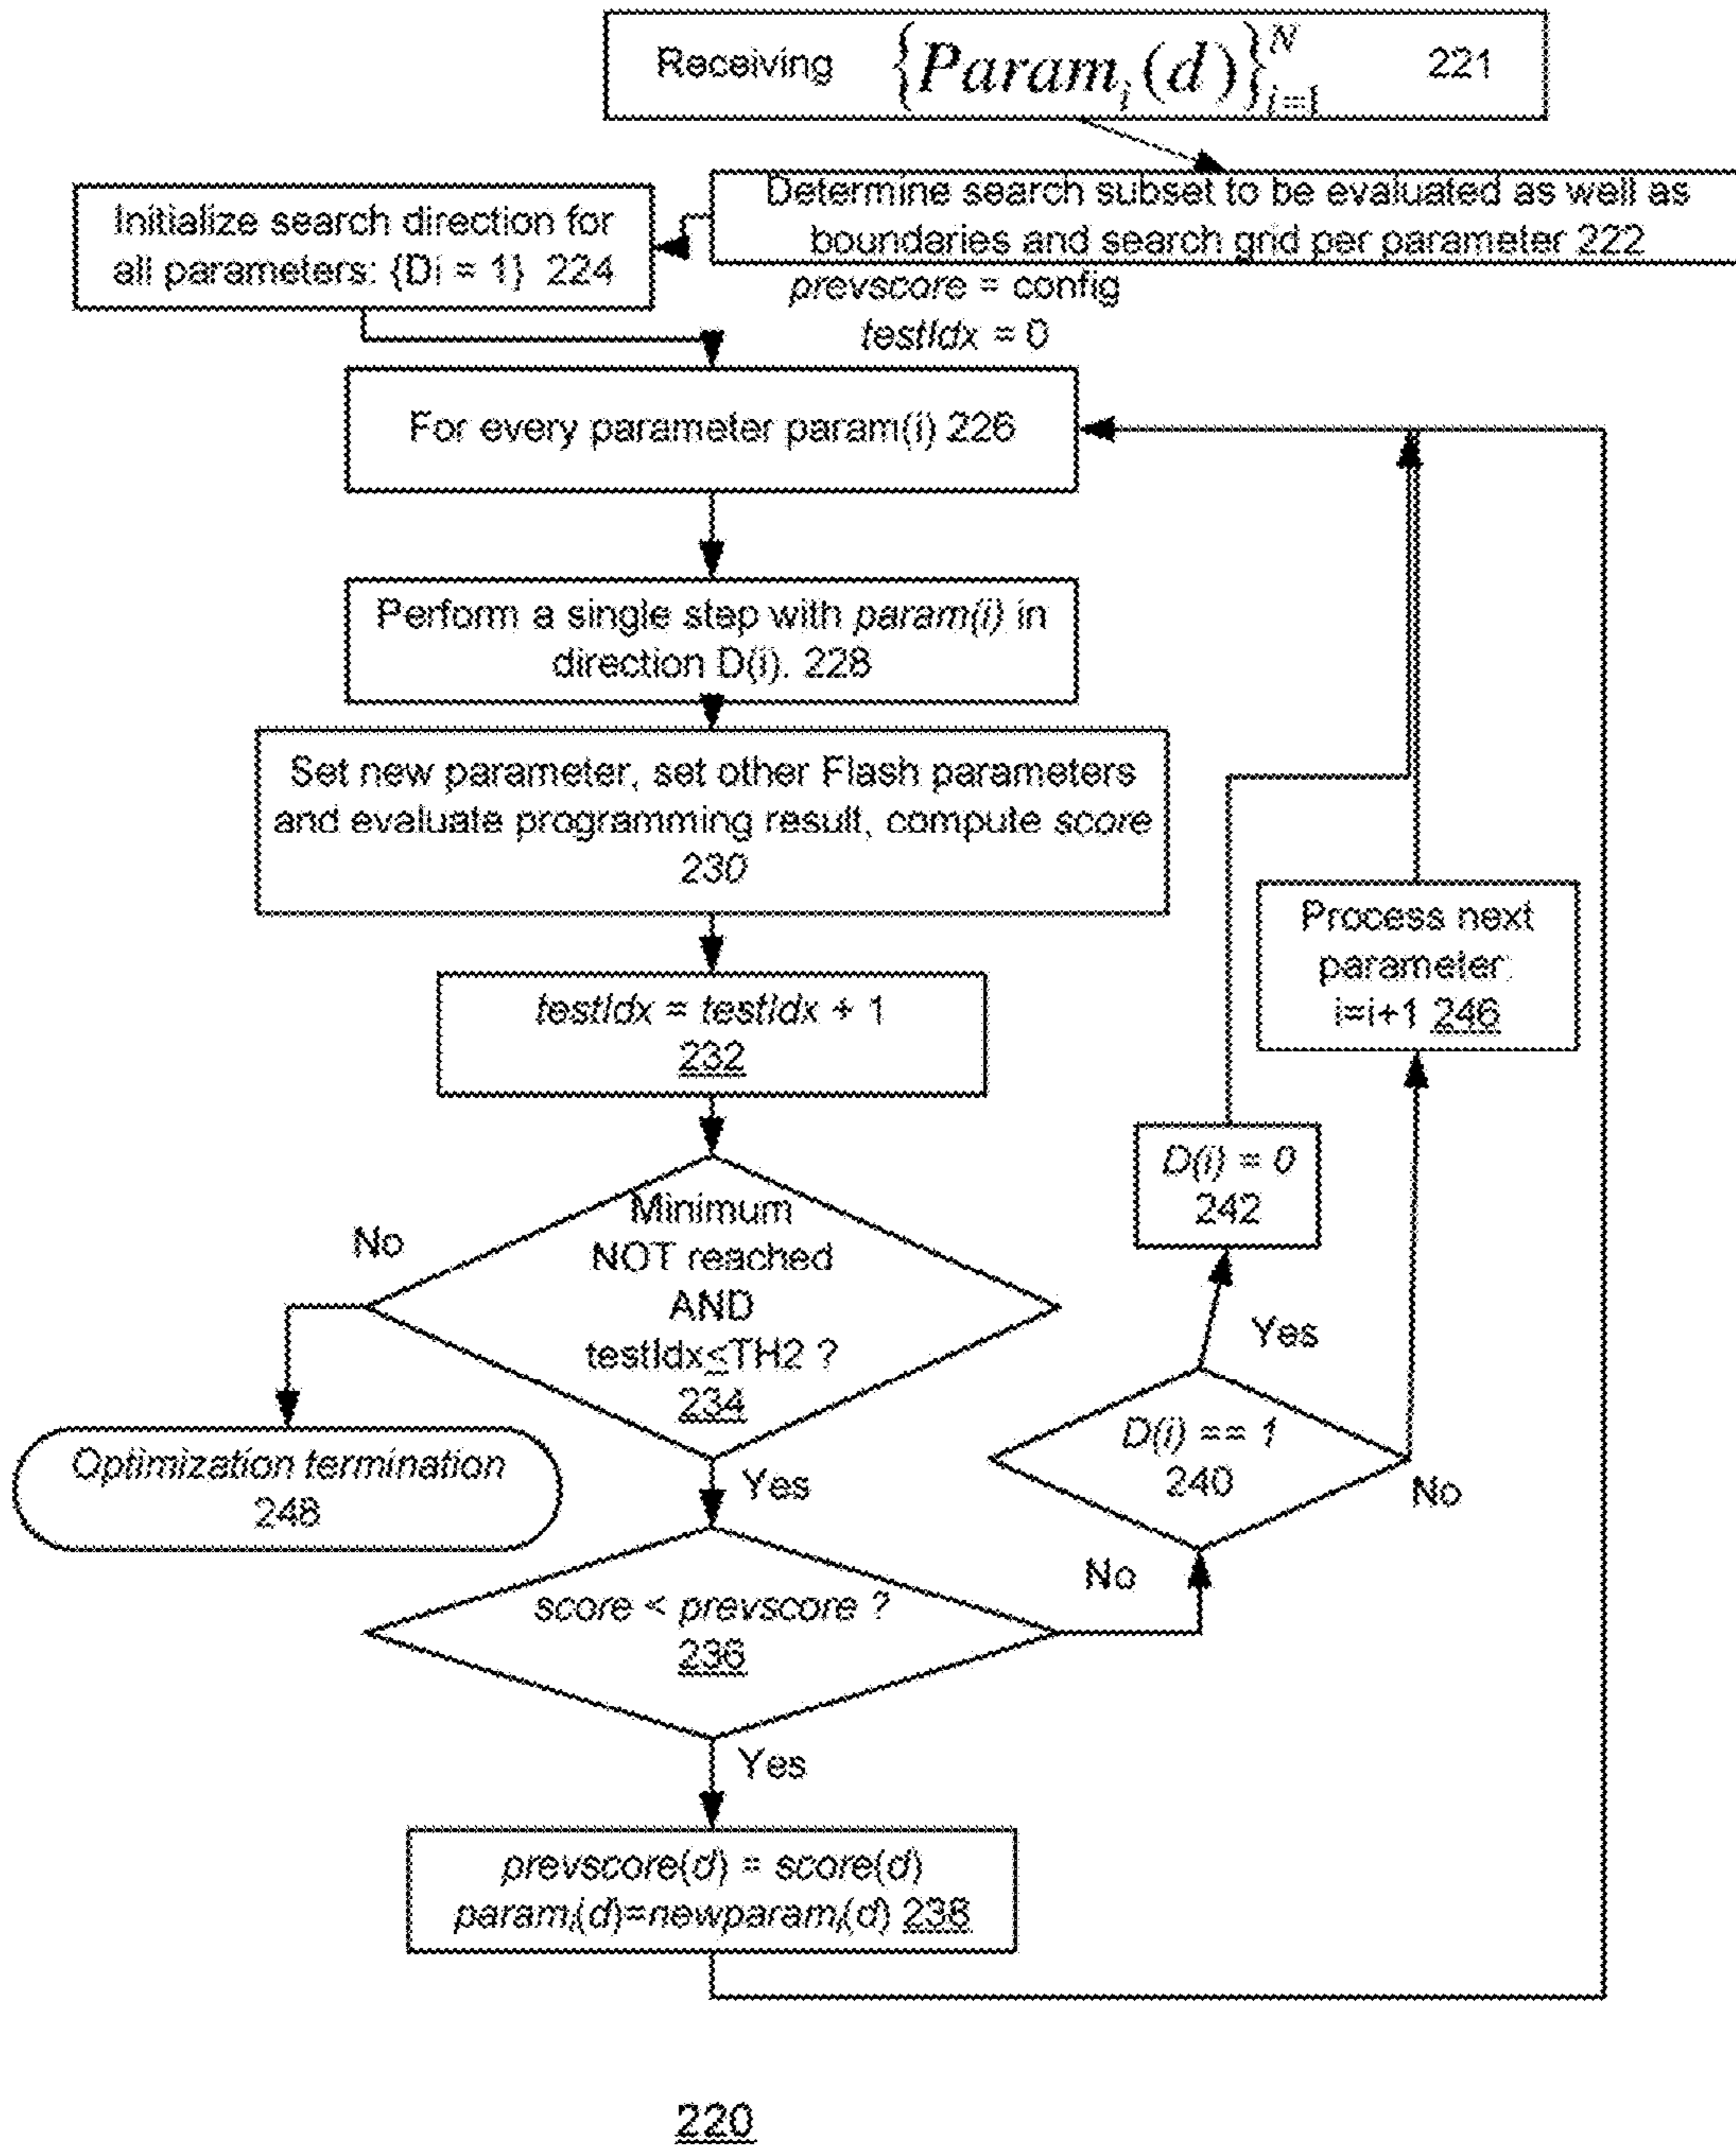 Receiving {Param_i(d)}_{i=1}^N 221
Determine search subset to be evaluated as well as
boundaries and search grid per parameter 222
Initialize search direction for
all parameters: {Di = 1} 224
prevscore = config
testIdx = 0
For every parameter param(i) 226
Perform a single step with param(i) in
direction D(i). 228
Set new parameter, set other Flash parameters
and evaluate programming result, compute score
230
Process next
parameter:
i=i+1 246
testIdx = testIdx + 1
232
D(i) = 0
242
Minimum
NOT reached
AND
testIdx≤TH2 ?
234
No
Yes
Optimization termination
248
Yes
D(i) == 1
240
No
score < prevscore ?
236
No
Yes
prevscore(d) = score(d)
param_i(d)=newparam_i(d) 238
220